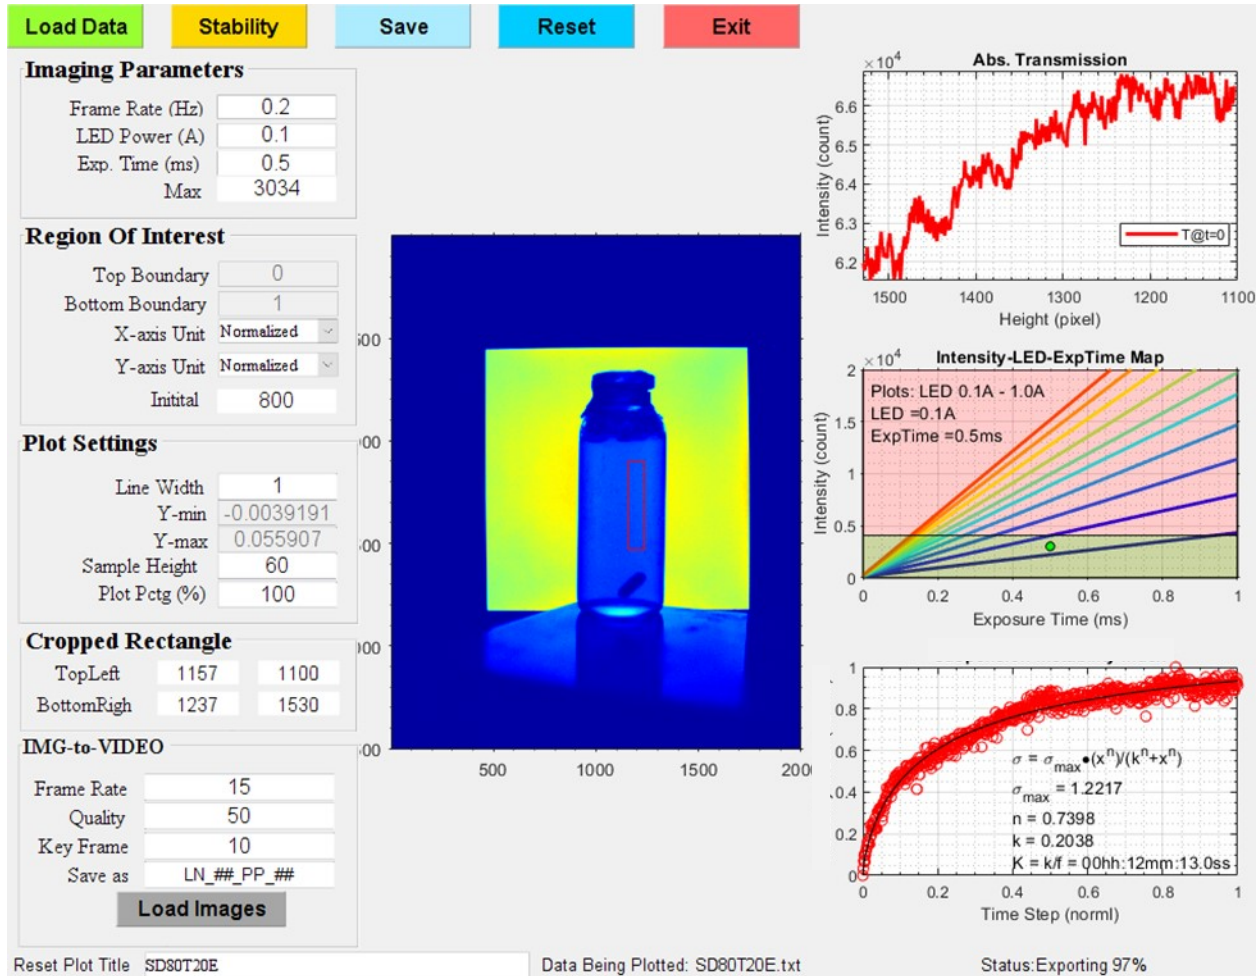 Load Data
Stability
Save
Reset
Exit
Imaging Parameters
Frame Rate (Hz) 0.2
LED Power (A) 0.1
Exp. Time (ms) 0.5
Max 3034
Region Of Interest
Top Boundary 0
Bottom Boundary 1
X-axis Unit Normalized
Y-axis Unit Normalized
Initital 800
Plot Settings
Line Width 1
Y-min -0.0039191
Y-max 0.055907
Sample Height 60
Plot Pctg (%) 100
Cropped Rectangle
TopLeft 1157 1100
BottomRigh 1237 1530
IMG-to-VIDEO
Frame Rate 15
Quality 50
Key Frame 10
Save as LN_##_PP_##
Load Images
Reset Plot Title SD80T20E
500 1000 1500 200
Data Being Plotted: SD80T20E.txt
Abs. Transmission
×10⁴
6.6
6.5
6.4
6.3
6.2
Intensity (count)
T@t=0
1500 1400 1300 1200 1100
Height (pixel)
Intensity-LED-ExpTime Map
×10⁴
2
1.5
1
0.5
0
Intensity (count)
Plots: LED 0.1A - 1.0A
LED =0.1A
ExpTime =0.5ms
0 0.2 0.4 0.6 0.8 1
Exposure Time (ms)
1
0.8
0.6
0.4
0.2
0
σ = σmax•(xⁿ)/(kⁿ+xⁿ)
σmax = 1.2217
n = 0.7398
k = 0.2038
K = k/f = 00hh:12mm:13.0ss
0 0.2 0.4 0.6 0.8 1
Time Step (norml)
Status:Exporting 97%